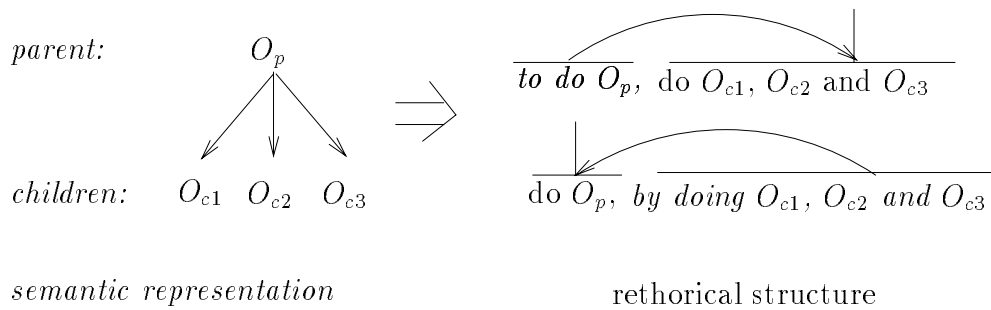 parent: O_p
to do O_p, do O_c1, O_c2 and O_c3
children: O_c1 O_c2 O_c3
do O_p, by doing O_c1, O_c2 and O_c3
semantic representation
rethorical structure